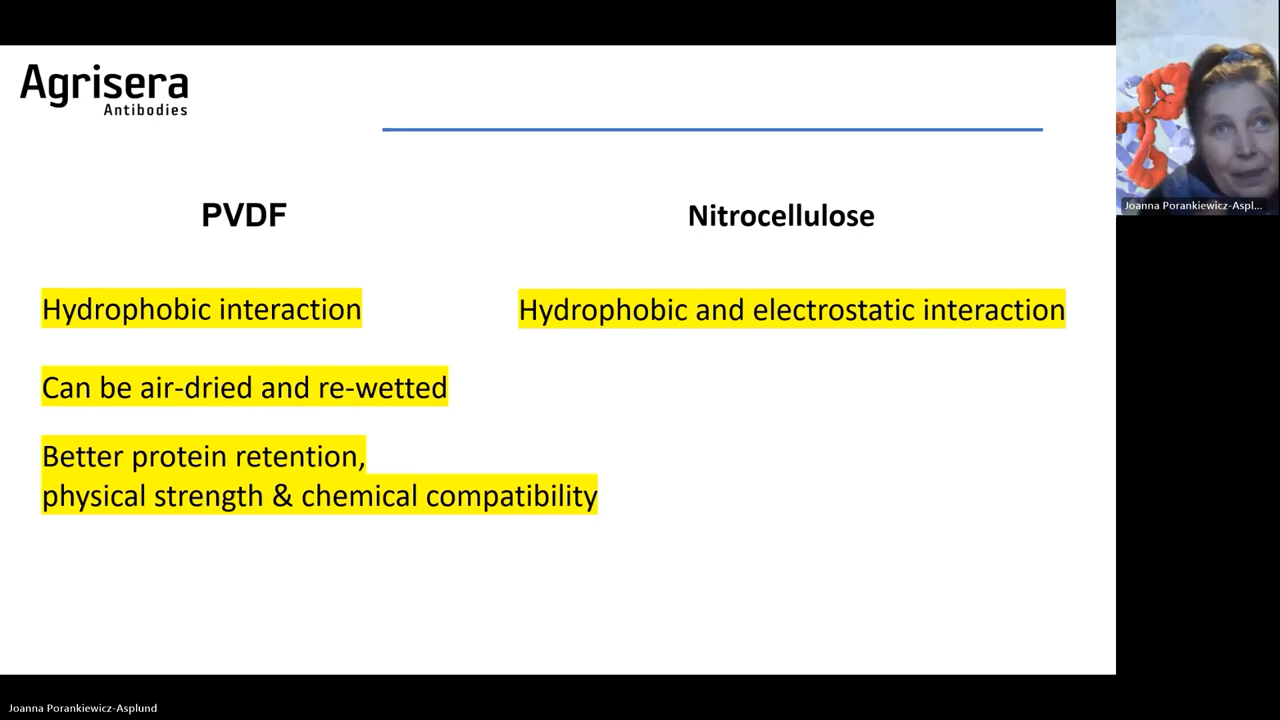 Agrisera
Antibodies
PVDF
Nitrocellulose
Hydrophobic interaction
Hydrophobic and electrostatic interaction
Can be air-dried and re-wetted
Better protein retention,
physical strength & chemical compatibility
Joanna Porankiewicz-Aspl...
Joanna Porankiewicz-Asplund